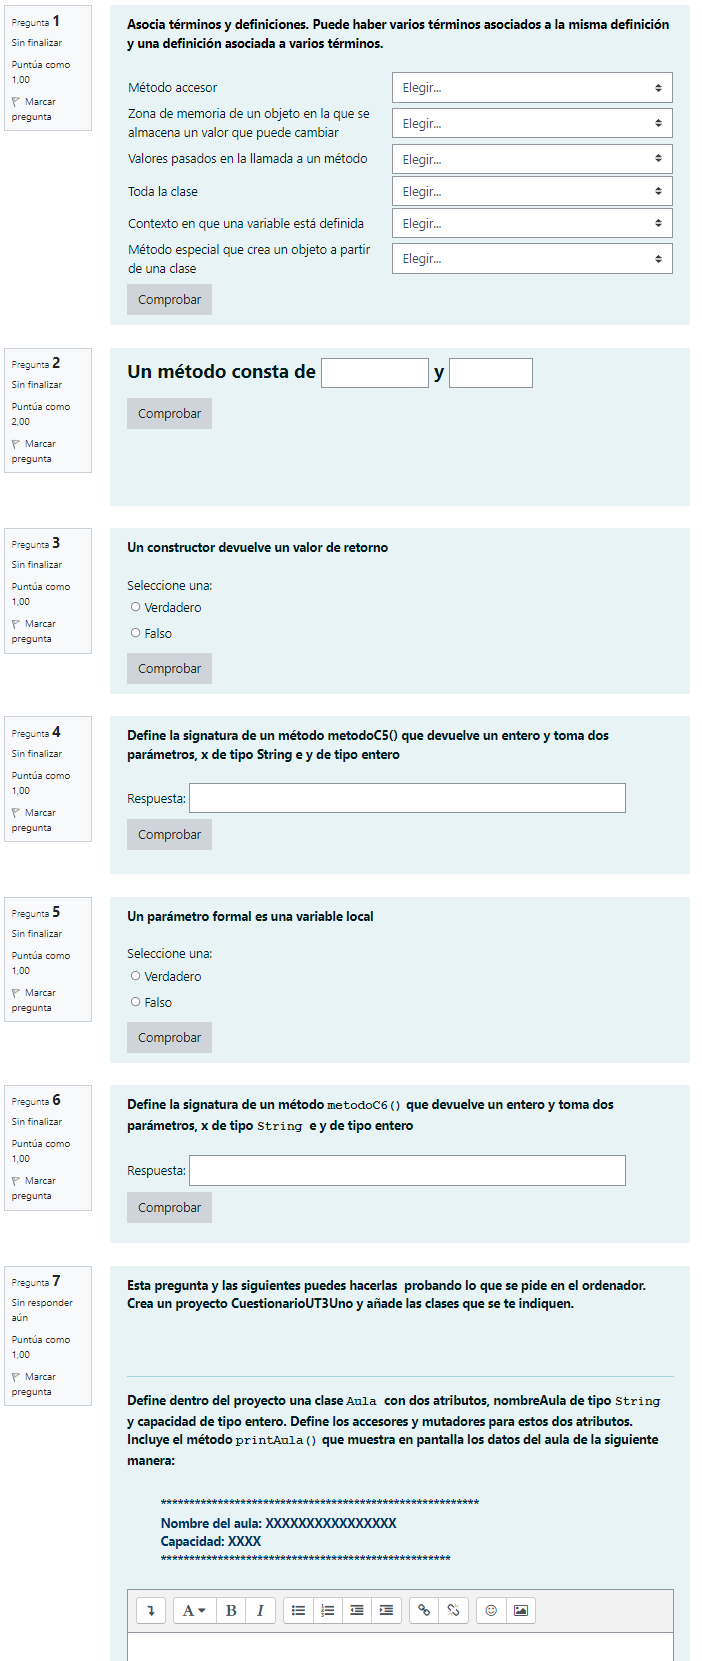 Pregunta 1
Sin finalizar
Puntúa como
1,00
Marcar
pregunta
Asocia términos y definiciones. Puede haber varios términos asociados a la misma definición
y una definición asociada a varios términos.
Método accesor
Elegir...
Zona de memoria de un objeto en la que se
almacena un valor que puede cambiar
Elegir...
Valores pasados en la llamada a un método
Elegir...
Toda la clase
Elegir...
Contexto en que una variable está definida
Elegir...
Método especial que crea un objeto a partir
de una clase
Elegir...
Comprobar
Pregunta 2
Sin finalizar
Puntúa como
2,00
Marcar
pregunta
Un método consta de y
Comprobar
Pregunta 3
Sin finalizar
Puntúa como
1,00
Marcar
pregunta
Un constructor devuelve un valor de retorno
Seleccione una:
Verdadero
Falso
Comprobar
Pregunta 4
Sin finalizar
Puntúa como
1,00
Marcar
pregunta
Define la signatura de un método metodoC5() que devuelve un entero y toma dos
parámetros, x de tipo String e y de tipo entero
Respuesta:
Comprobar
Pregunta 5
Sin finalizar
Puntúa como
1,00
Marcar
pregunta
Un parámetro formal es una variable local
Seleccione una:
Verdadero
Falso
Comprobar
Pregunta 6
Sin finalizar
Puntúa como
1,00
Marcar
pregunta
Define la signatura de un método metodoC6() que devuelve un entero y toma dos
parámetros, x de tipo String e y de tipo entero
Respuesta:
Comprobar
Pregunta 7
Sin responder
aún
Puntúa como
1,00
Marcar
pregunta
Esta pregunta y las siguientes puedes hacerlas probando lo que se pide en el ordenador.
Crea un proyecto CuestionarioUT3Uno y añade las clases que se te indiquen.
Define dentro del proyecto una clase Aula con dos atributos, nombreAula de tipo String
y capacidad de tipo entero. Define los accesores y mutadores para estos dos atributos.
Incluye el método printAula() que muestra en pantalla los datos del aula de la siguiente
manera:
********************************************************
Nombre del aula: XXXXXXXXXXXXXXXX
Capacidad: XXXX
***************************************************
A B I